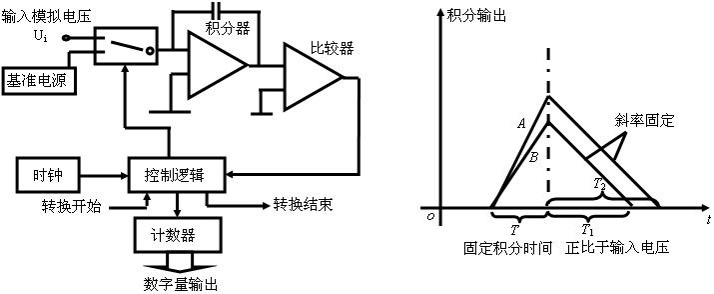 输入模拟电压
Ui
基准电源
积分器
比较器
时钟
控制逻辑
转换开始
转换结束
计数器
数字量输出
积分输出
A
B
斜率固定
T2
o
t
T
T1
固定积分时间
正比于输入电压